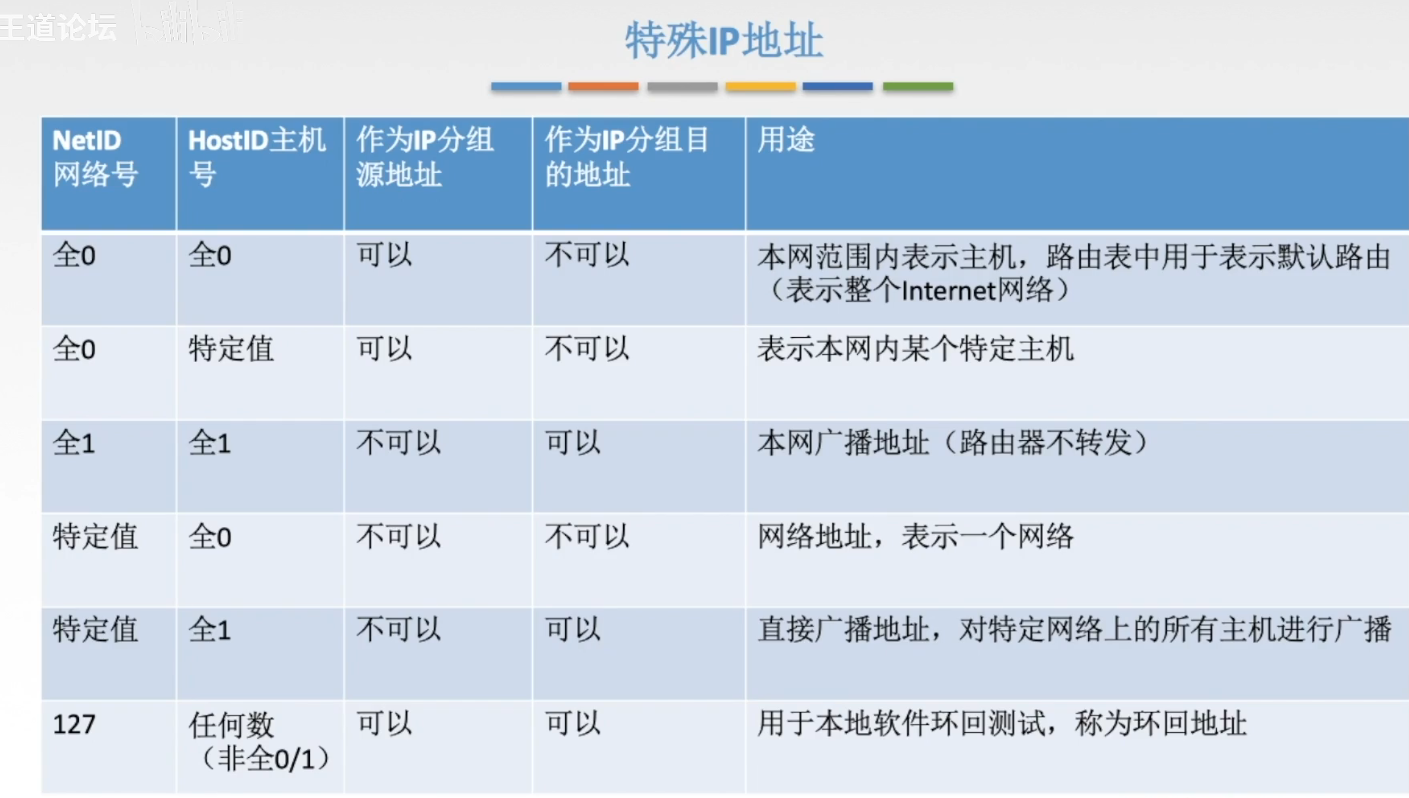 王道论坛
特殊IP地址
NetID
网络号
HostID主机
号
作为IP分组
源地址
作为IP分组目
的地址
用途
全0
全0
可以
不可以
本网范围内表示主机，路由表中用于表示默认路由
（表示整个Internet网络）
全0
特定值
可以
不可以
表示本网内某个特定主机
全1
全1
不可以
可以
本网广播地址（路由器不转发）
特定值
全0
不可以
不可以
网络地址，表示一个网络
特定值
全1
不可以
可以
直接广播地址，对特定网络上的所有主机进行广播
127
任何数
（非全0/1）
可以
可以
用于本地软件环回测试，称为环回地址